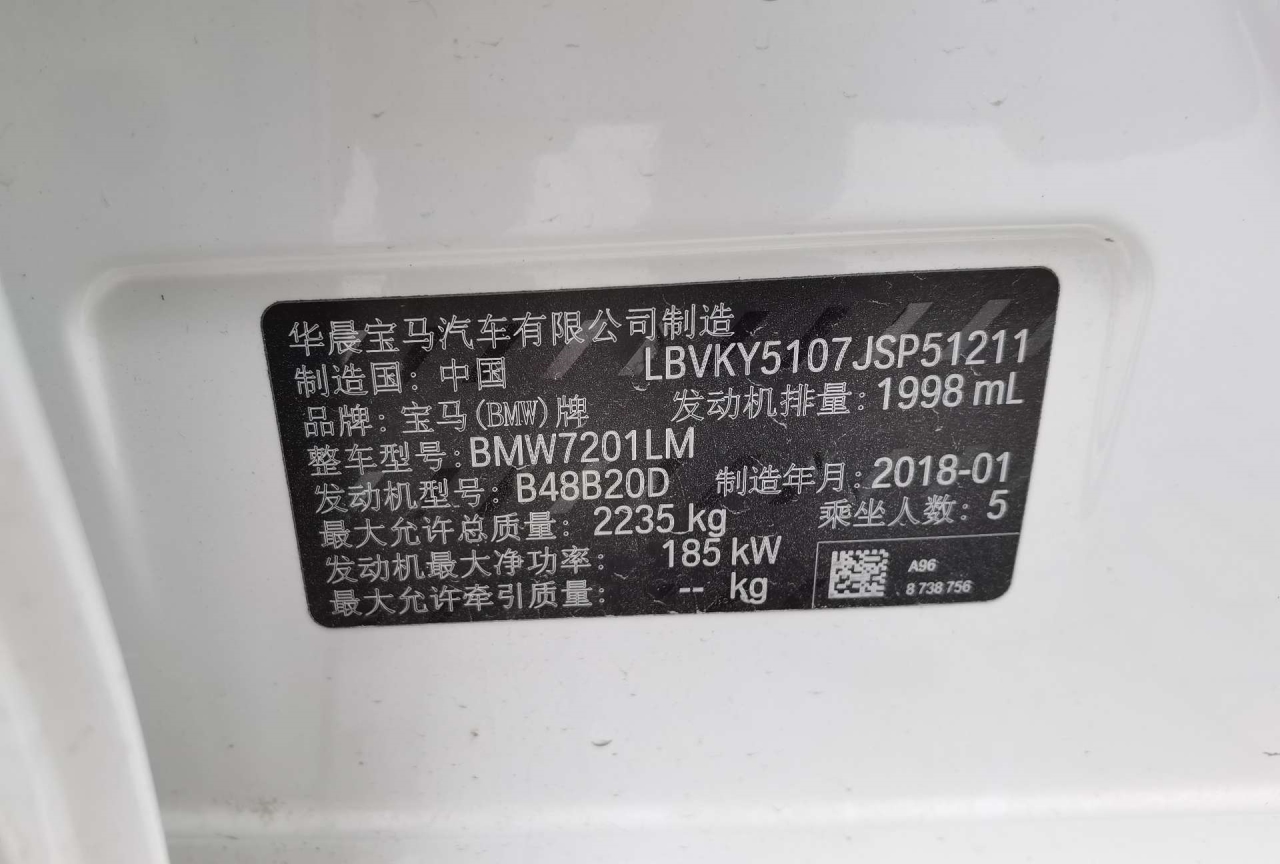 华晨宝马汽车有限公司制造
制造国: 中国 LBVKY5107JSP51211
品牌: 宝马(BMW)牌 发动机排量: 1998 mL
整车型号: BMW7201LM
发动机型号: B48B20D 制造年月: 2018-01
最大允许总质量: 2235 kg 乘坐人数: 5
发动机最大净功率: 185 kW
最大允许牵引质量: -- kg
A96
8 738 756